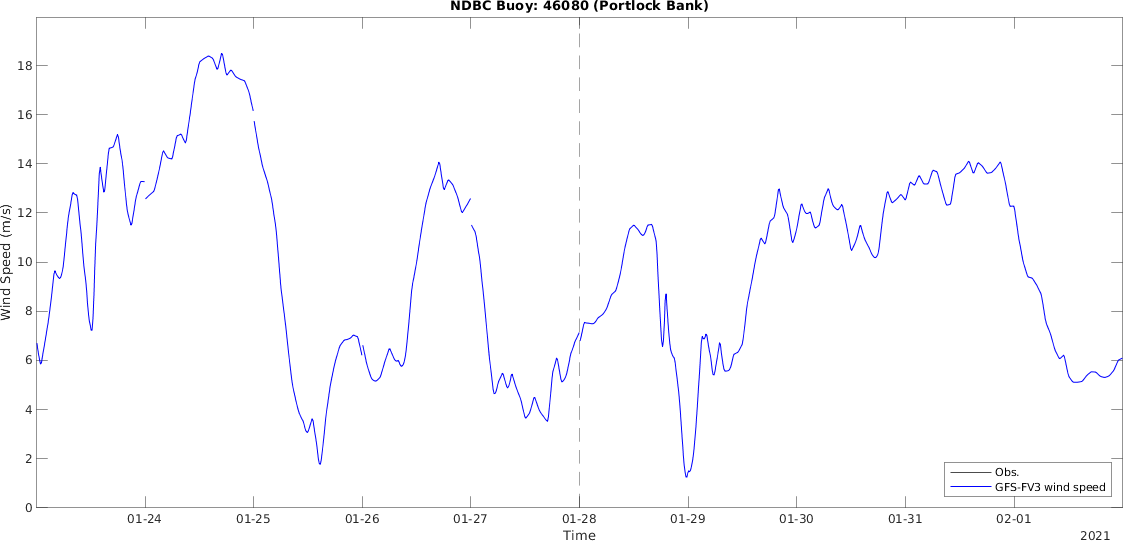 NDBC Buoy: 46080 (Portlock Bank)
18
16
14
12
10
8
6
4
2
0
Wind Speed (m/s)
01-24 01-25 01-26 01-27 01-28 01-29 01-30 01-31 02-01
Time
2021
Obs.
GFS-FV3 wind speed